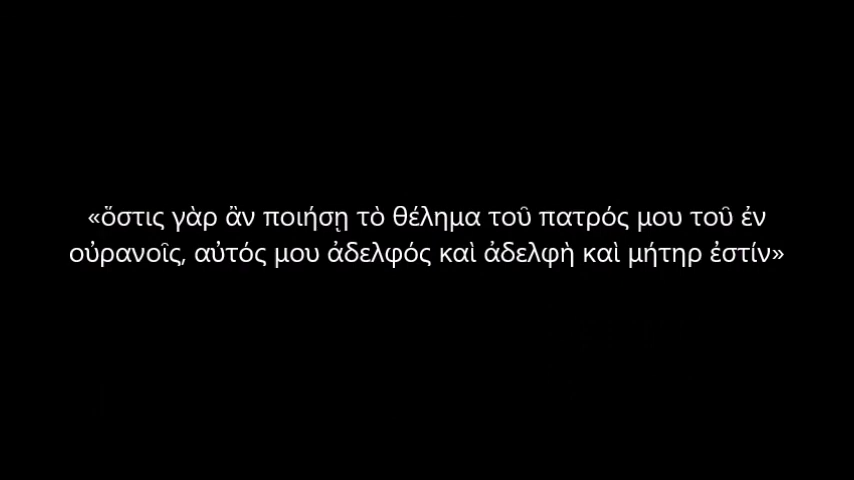 «ὅστις γὰρ ἂν ποιήσῃ τὸ θέλημα τοῦ πατρός μου τοῦ ἐν
οὐρανοῖς, αὐτός μου ἀδελφός καὶ ἀδελφὴ καὶ μήτηρ ἐστίν»